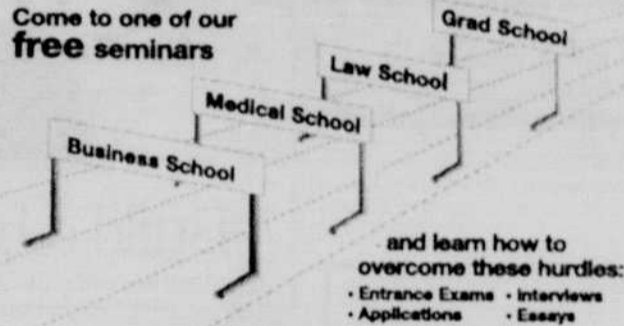 Come to one of our
free seminars
Grad School
Law School
Medical School
Business School
and learn how to
overcome these hurdles:
• Entrance Exams • Interviews
• Applications • Essays